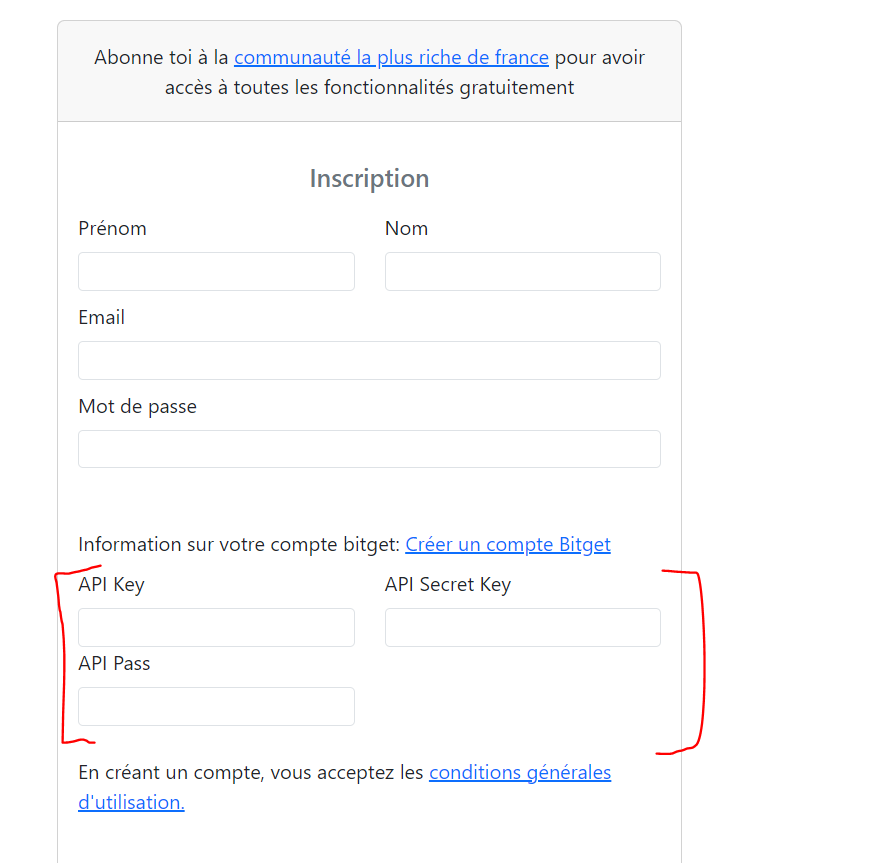 Abonne toi à la communauté la plus riche de france pour avoir
accès à toutes les fonctionnalités gratuitement
Inscription
Prénom Nom
Email
Mot de passe
Information sur votre compte bitget: Créer un compte Bitget
API Key API Secret Key
API Pass
En créant un compte, vous acceptez les conditions générales
d'utilisation.